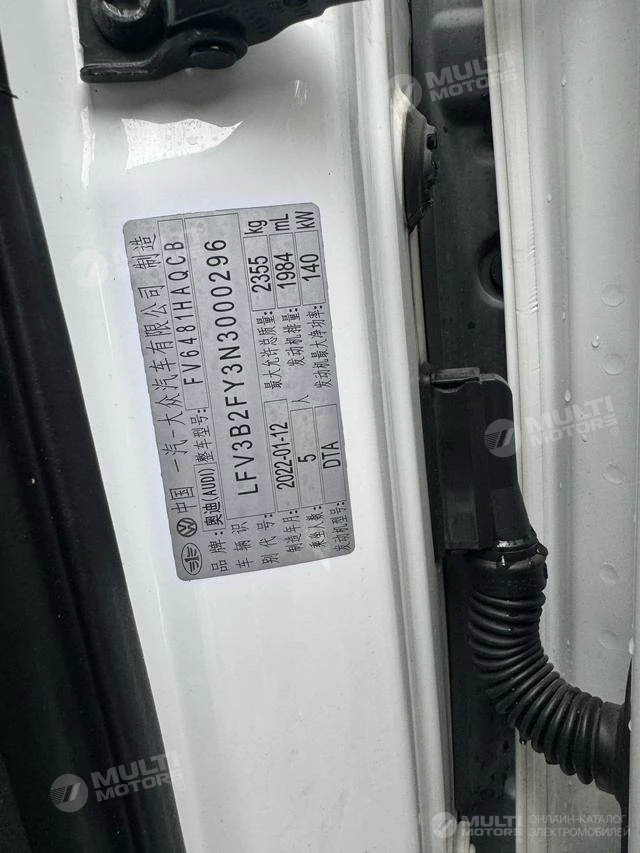 中国 一汽-大众汽车有限公司 制造
品牌: 奥迪(AUDI) 整车型号: FV6481HAQCB
车辆识别代号: LFV3B2FY3N3000296
制造年月: 2022-01-12 最大允许总质量: 2355 kg
乘坐人数: 5 人 发动机排量: 1984 mL
发动机型号: DTA 发动机最大净功率: 140 kW
MULTI MOTORS
MULTI MOTORS
MULTI MOTORS
MULTI MOTORS
ОНЛАЙН-КАТАЛОГ
ЭЛЕКТРОМОБИЛЕЙ